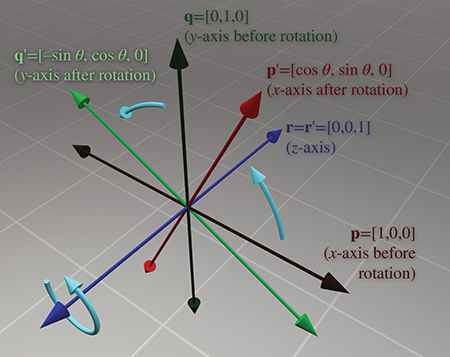 q=[0,1,0]
(y-axis before rotation)
q'=[–sin θ, cos θ, 0]
(y-axis after rotation)
p'=[cos θ, sin θ, 0]
(x-axis after rotation)
r=r'=[0,0,1]
(z-axis)
p=[1,0,0]
(x-axis before
rotation)